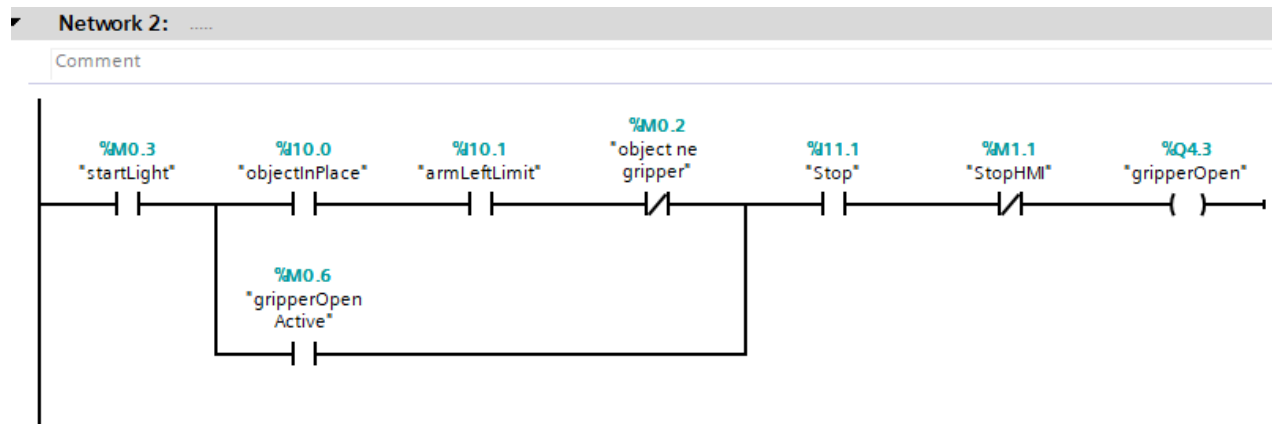 Network 2: .....
Comment
%M0.3
"startLight"
%I10.0
"objectInPlace"
%I10.1
"armLeftLimit"
%M0.2
"object ne
gripper"
%I11.1
"Stop"
%M1.1
"StopHMI"
%Q4.3
"gripperOpen"
%M0.6
"gripperOpen
Active"